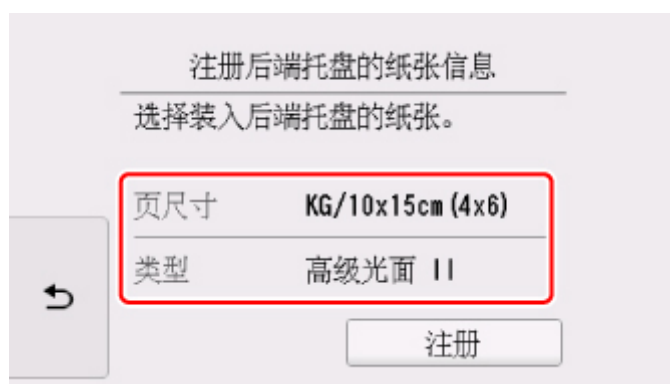 注册后端托盘的纸张信息
选择装入后端托盘的纸张。
页尺寸 KG/10x15cm(4x6)
类型 高级光面 II
注册